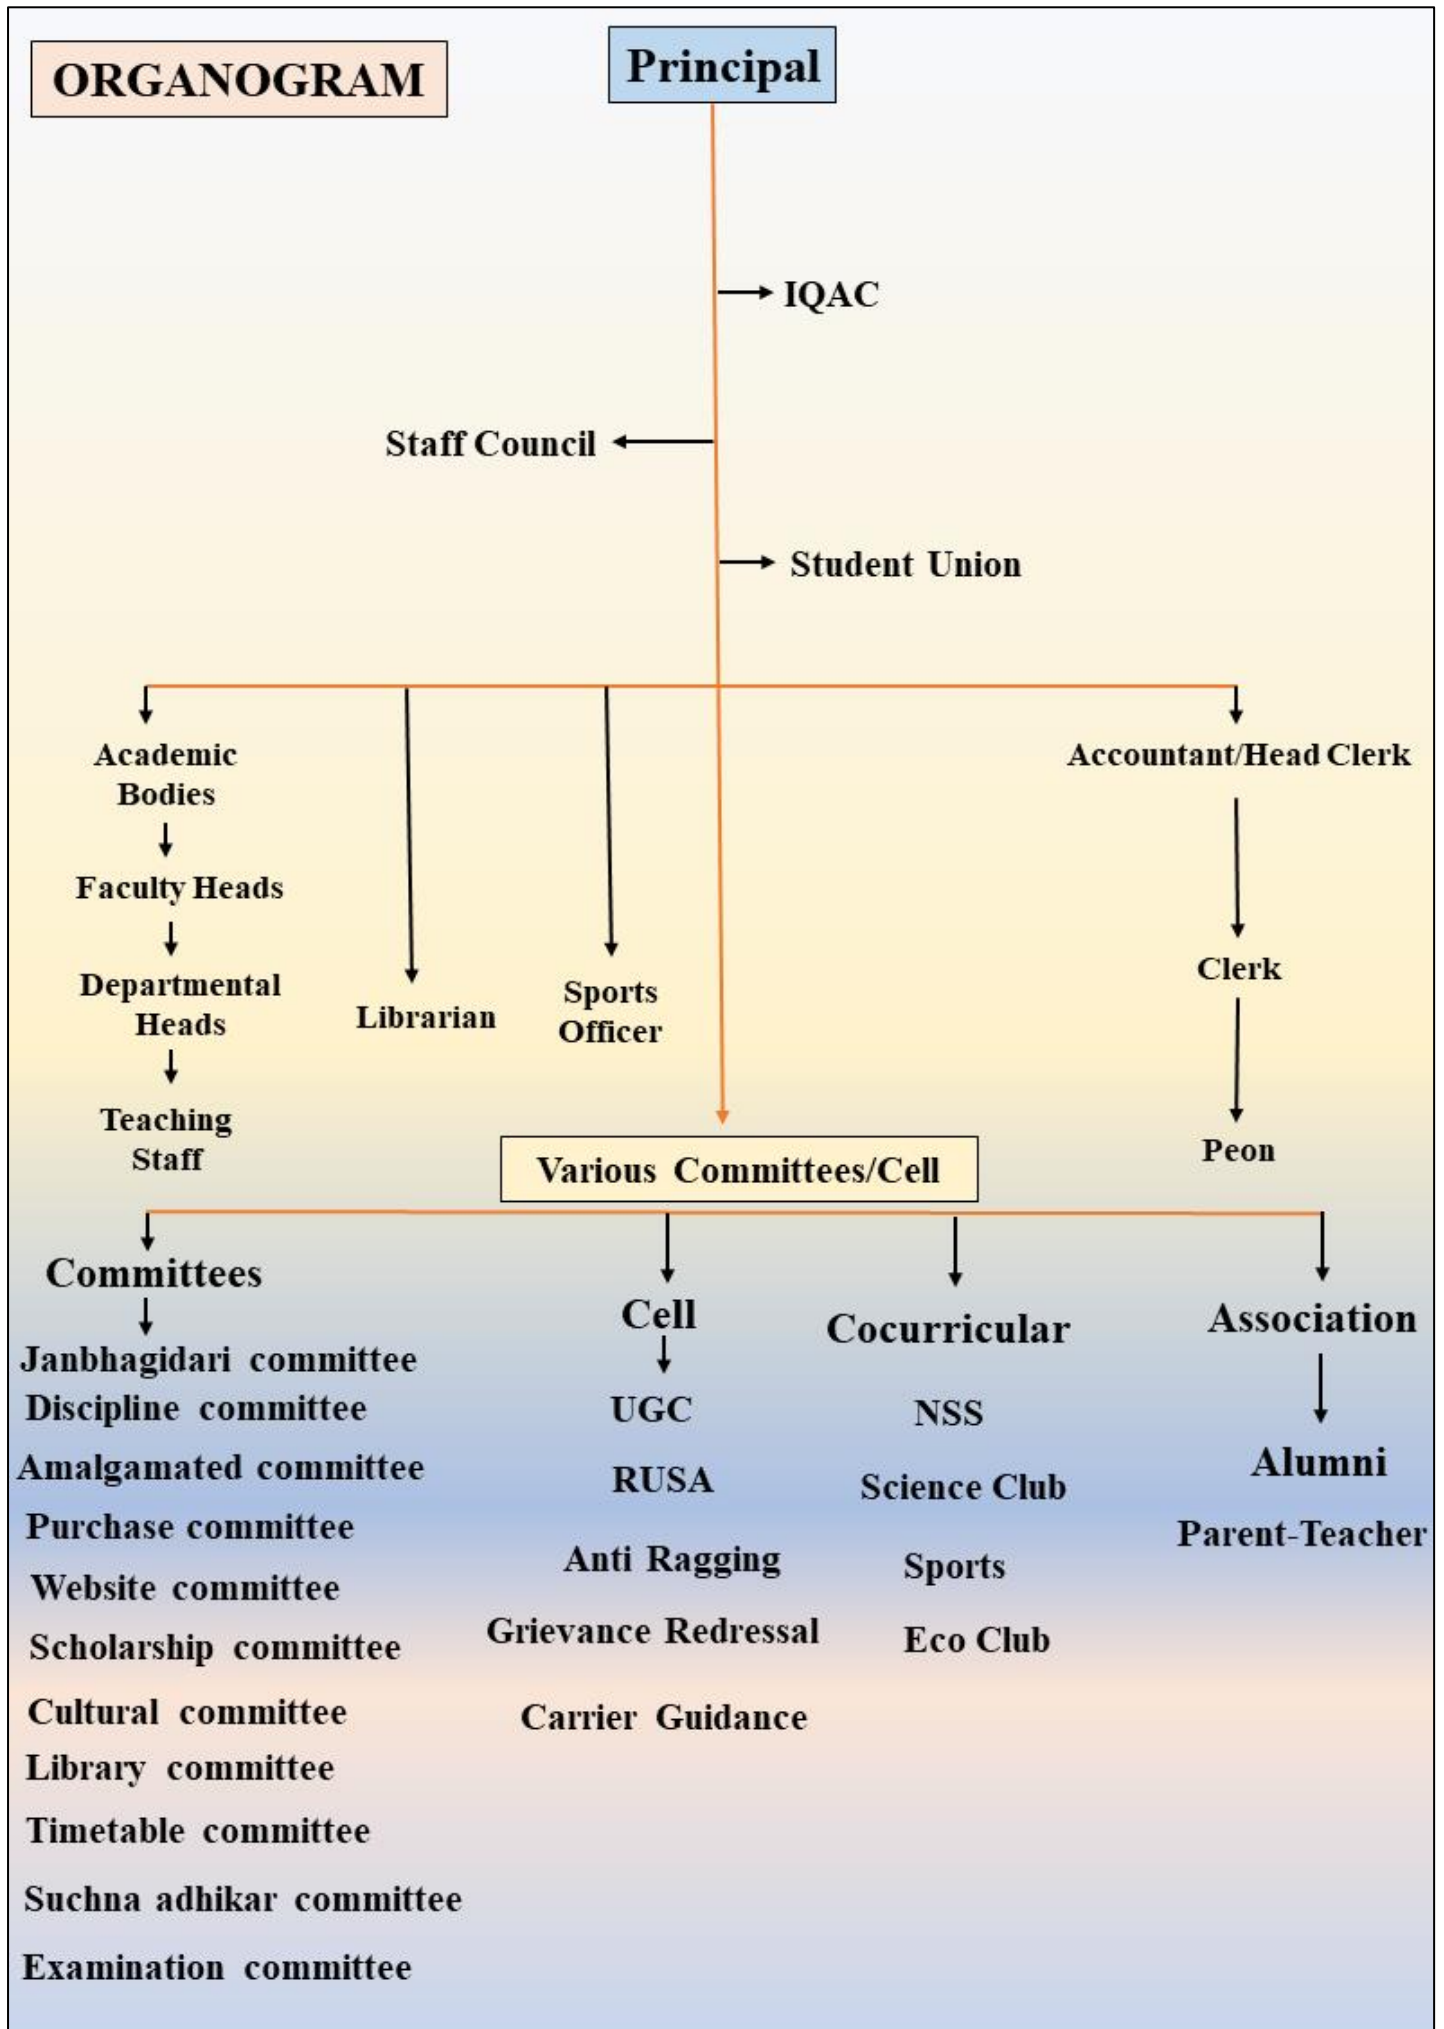 ORGANOGRAM
Principal
IQAC
Staff Council
Student Union
Academic
Bodies
Faculty Heads
Departmental
Heads
Teaching
Staff
Librarian
Sports
Officer
Accountant/Head Clerk
Clerk
Peon
Various Committees/Cell
Committees
Janbhagidari committee
Discipline committee
Amalgamated committee
Purchase committee
Website committee
Scholarship committee
Cultural committee
Library committee
Timetable committee
Suchna adhikar committee
Examination committee
Cell
UGC
RUSA
Anti Ragging
Grievance Redressal
Carrier Guidance
Cocurricular
NSS
Science Club
Sports
Eco Club
Association
Alumni
Parent-Teacher